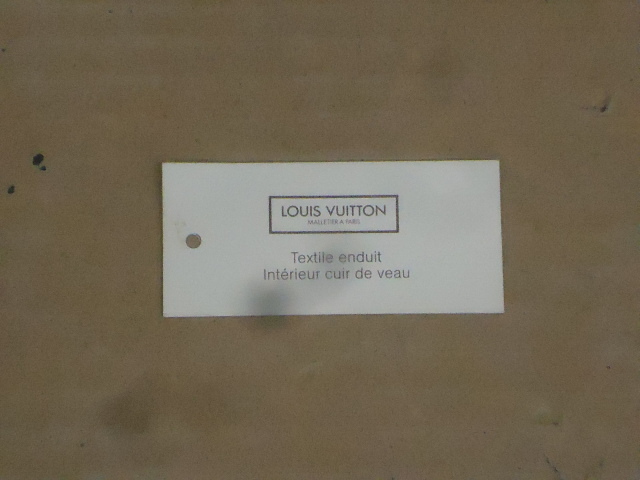 LOUIS VUITTON
MALLETIER A PARIS
Textile enduit
Intérieur cuir de veau